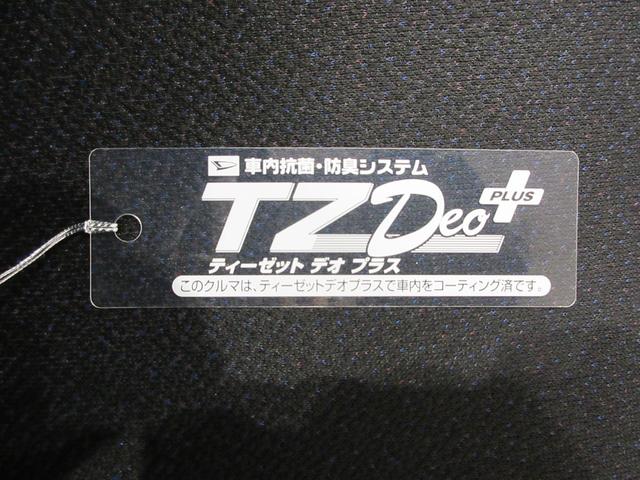 車内抗菌・防臭システム
TZ Deo PLUS
ティーゼット デオ プラス
このクルマは、ティーゼットデオプラスで車内をコーティング済です。